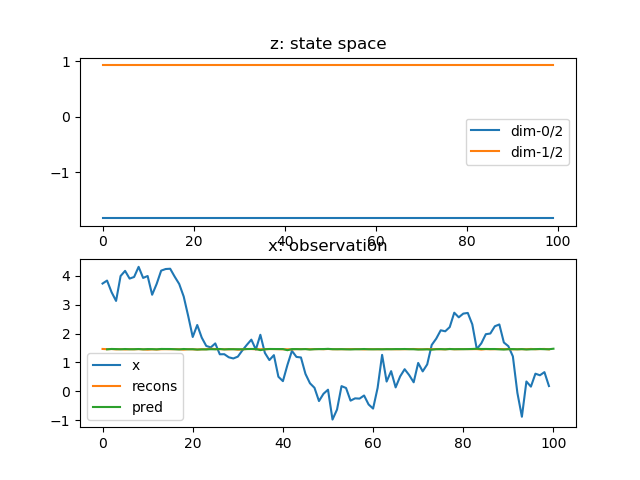 z: state space
1
0
−1
dim-0/2
dim-1/2
0 20 40 60 80 100
x: observation
4
3
2
1
0
−1
x
recons
pred
0 20 40 60 80 100